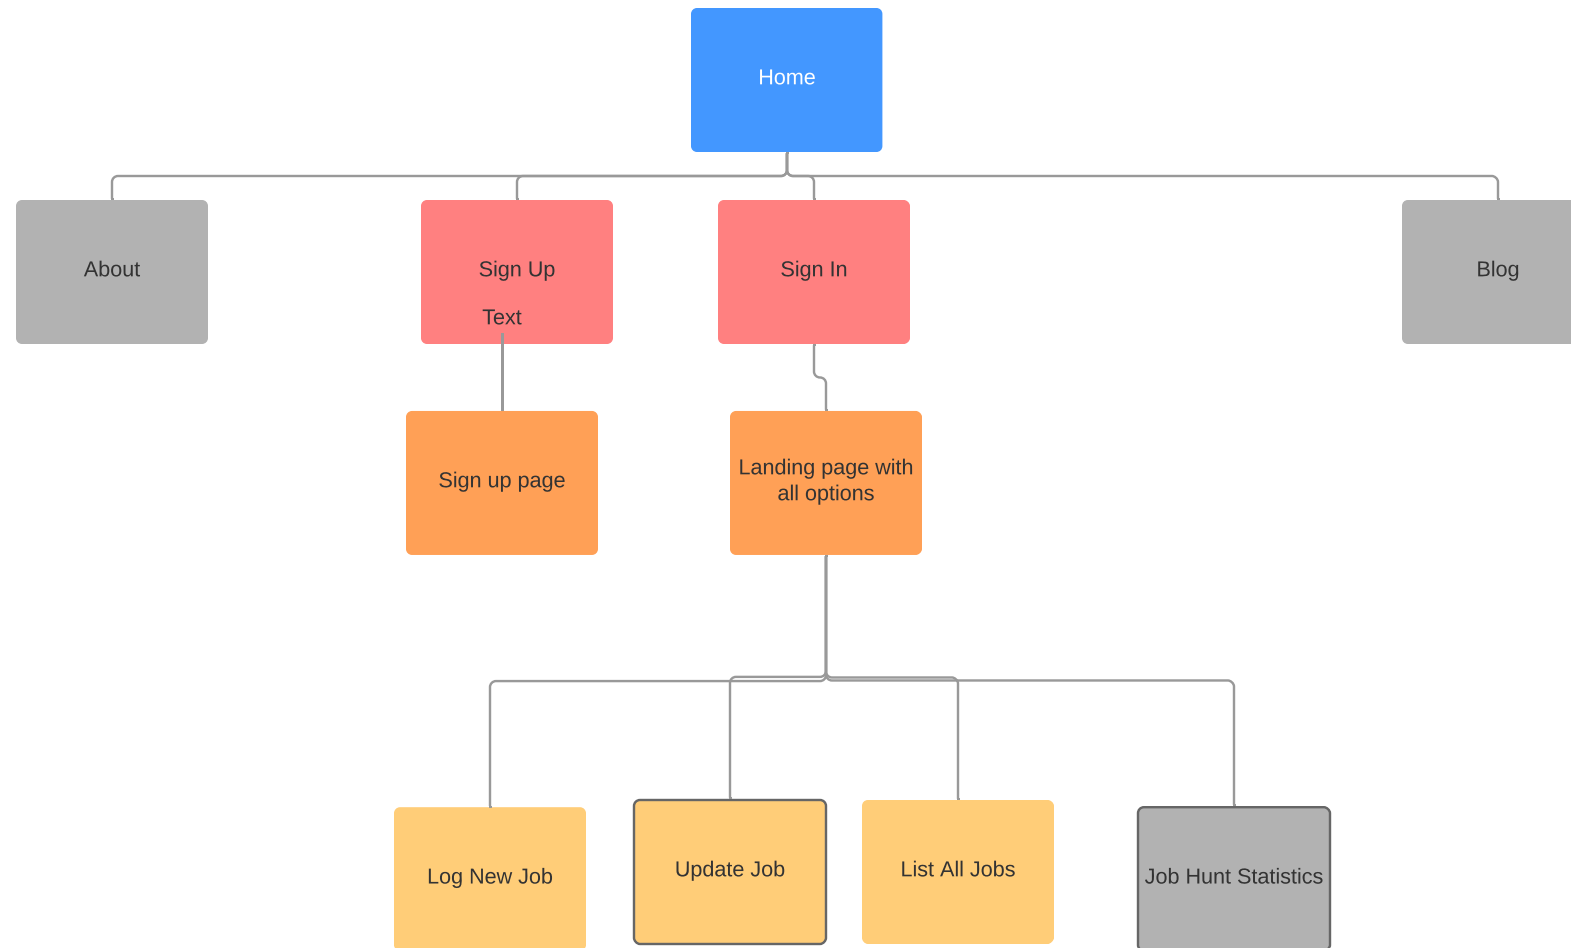 Home
About
Sign Up
Text
Sign In
Blog
Sign up page
Landing page with
all options
Log New Job
Update Job
List All Jobs
Job Hunt Statistics